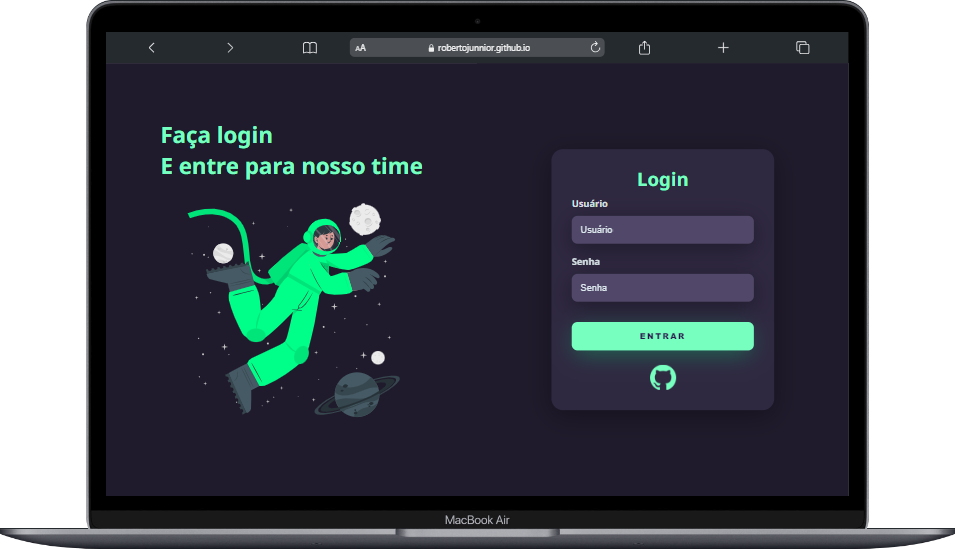 AA
robertojunnior.github.io
Faça login
E entre para nosso time
Login
Usuário
Usuário
Senha
Senha
ENTRAR
MacBook Air